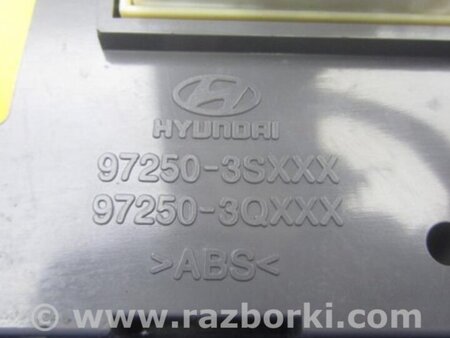 HYUNDAI
97250-3SXXX
97250-3QXXX
>ABS<
© www.razborki.com